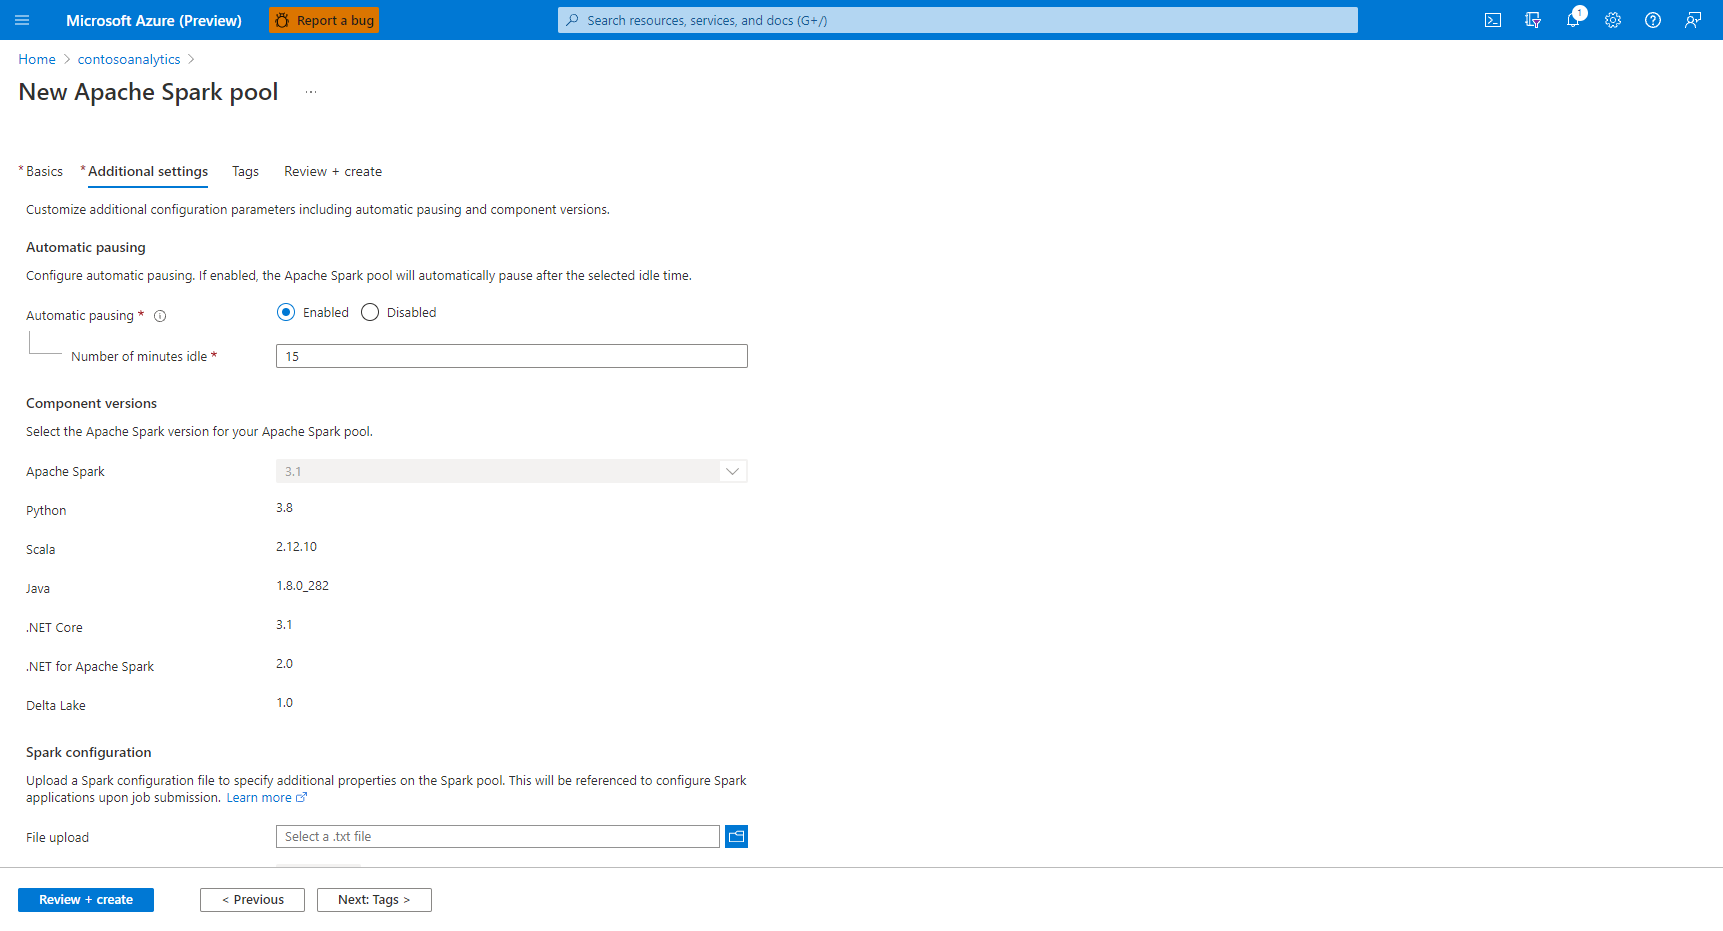 Microsoft Azure (Preview)
Report a bug
Search resources, services, and docs (G+/)
1
Home > contosoanalytics >
New Apache Spark pool ...
* Basics * Additional settings Tags Review + create
Customize additional configuration parameters including automatic pausing and component versions.
Automatic pausing
Configure automatic pausing. If enabled, the Apache Spark pool will automatically pause after the selected idle time.
Automatic pausing * Enabled Disabled
Number of minutes idle * 15
Component versions
Select the Apache Spark version for your Apache Spark pool.
Apache Spark 3.1
Python 3.8
Scala 2.12.10
Java 1.8.0_282
.NET Core 3.1
.NET for Apache Spark 2.0
Delta Lake 1.0
Spark configuration
Upload a Spark configuration file to specify additional properties on the Spark pool. This will be referenced to configure Spark
applications upon job submission. Learn more
File upload Select a .txt file
Review + create < Previous Next: Tags >